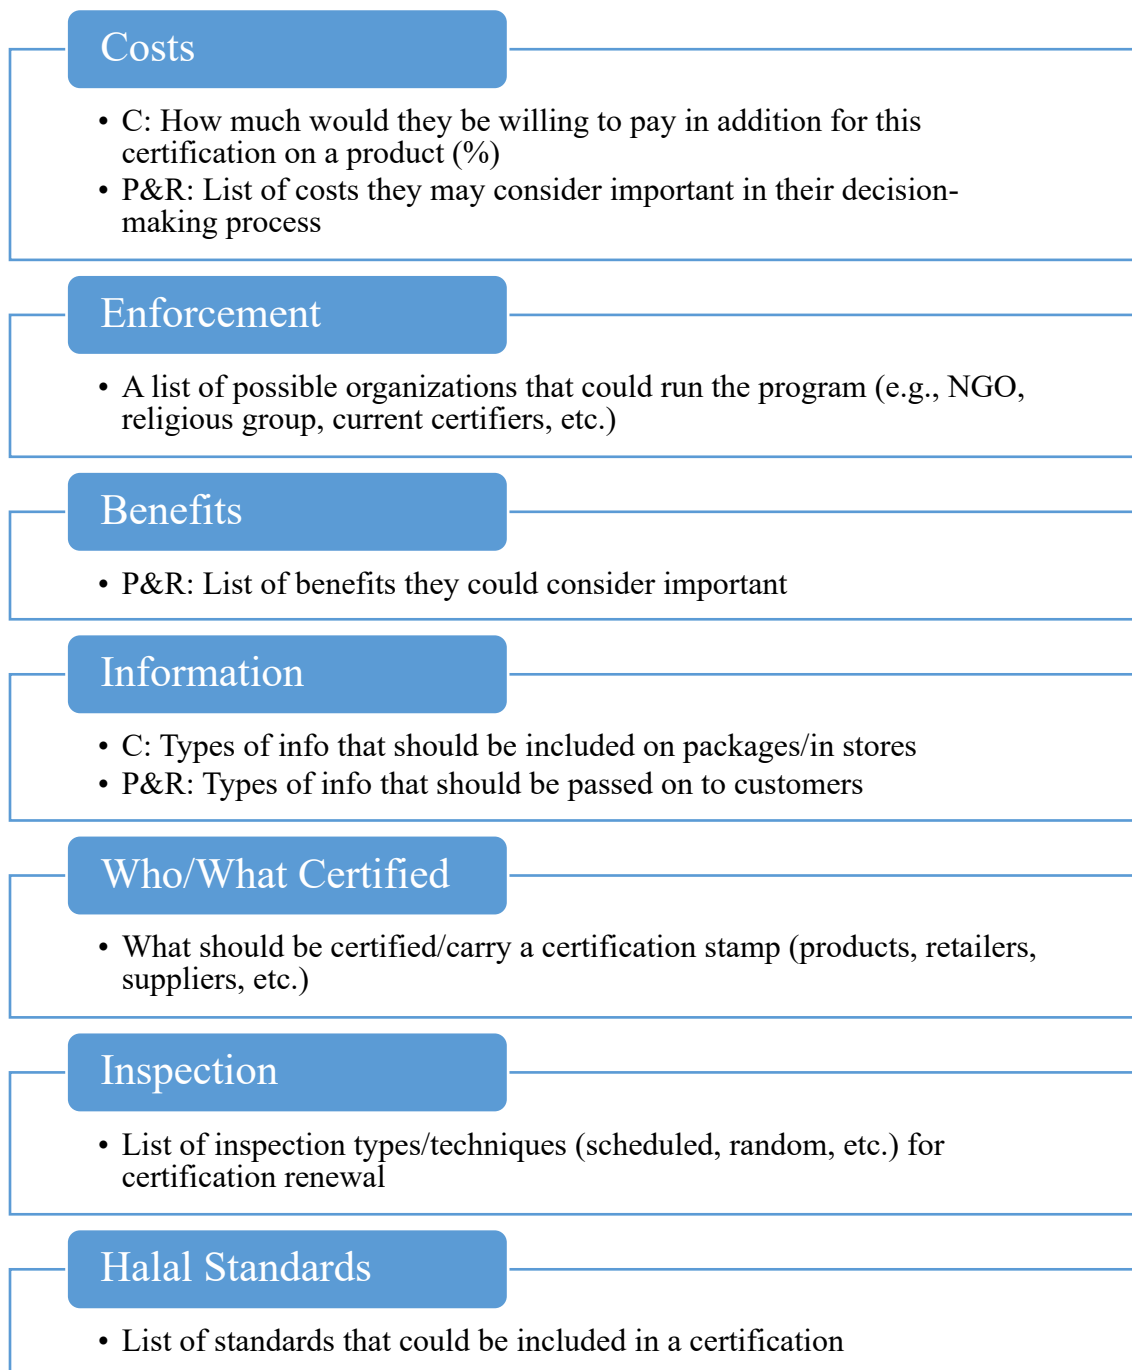 Costs
• C: How much would they be willing to pay in addition for this
certification on a product (%)
• P&R: List of costs they may consider important in their decision-
making process
Enforcement
• A list of possible organizations that could run the program (e.g., NGO,
religious group, current certifiers, etc.)
Benefits
• P&R: List of benefits they could consider important
Information
• C: Types of info that should be included on packages/in stores
• P&R: Types of info that should be passed on to customers
Who/What Certified
• What should be certified/carry a certification stamp (products, retailers,
suppliers, etc.)
Inspection
• List of inspection types/techniques (scheduled, random, etc.) for
certification renewal
Halal Standards
• List of standards that could be included in a certification